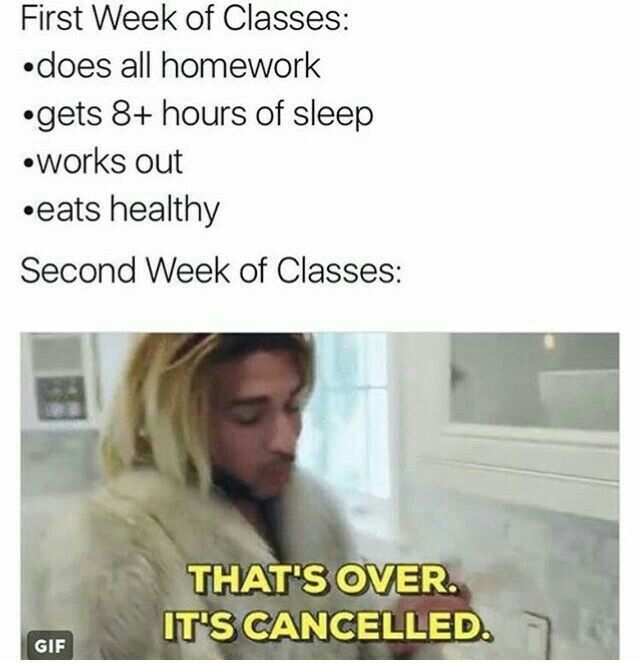 First Week of Classes:
•does all homework
•gets 8+ hours of sleep
•works out
•eats healthy
Second Week of Classes:
THAT'S OVER.
IT'S CANCELLED.
GIF